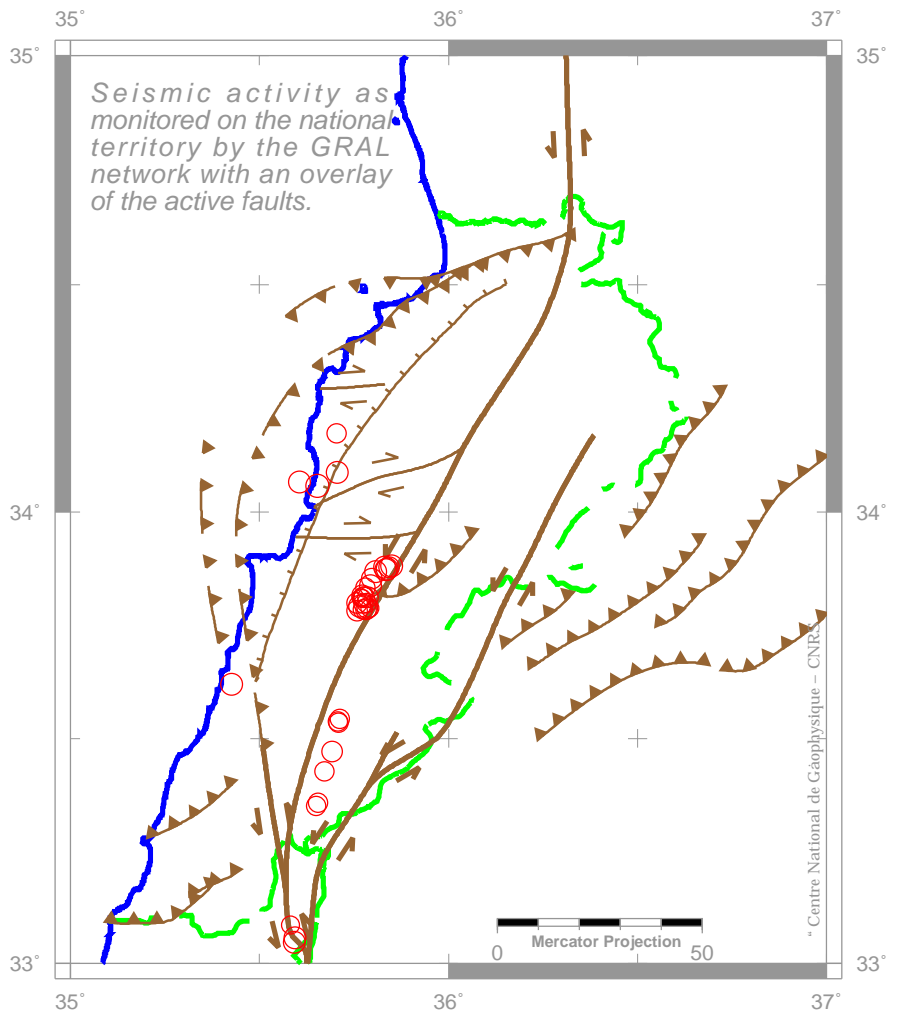 35° 36° 37°
35° 35°
Seismic activity as
monitored on the national
territory by the GRAL
network with an overlay
of the active faults.
34° 34°
“ Centre National de Géophysique – CNRS
Mercator Projection
0 50
33° 33°
35° 36° 37°